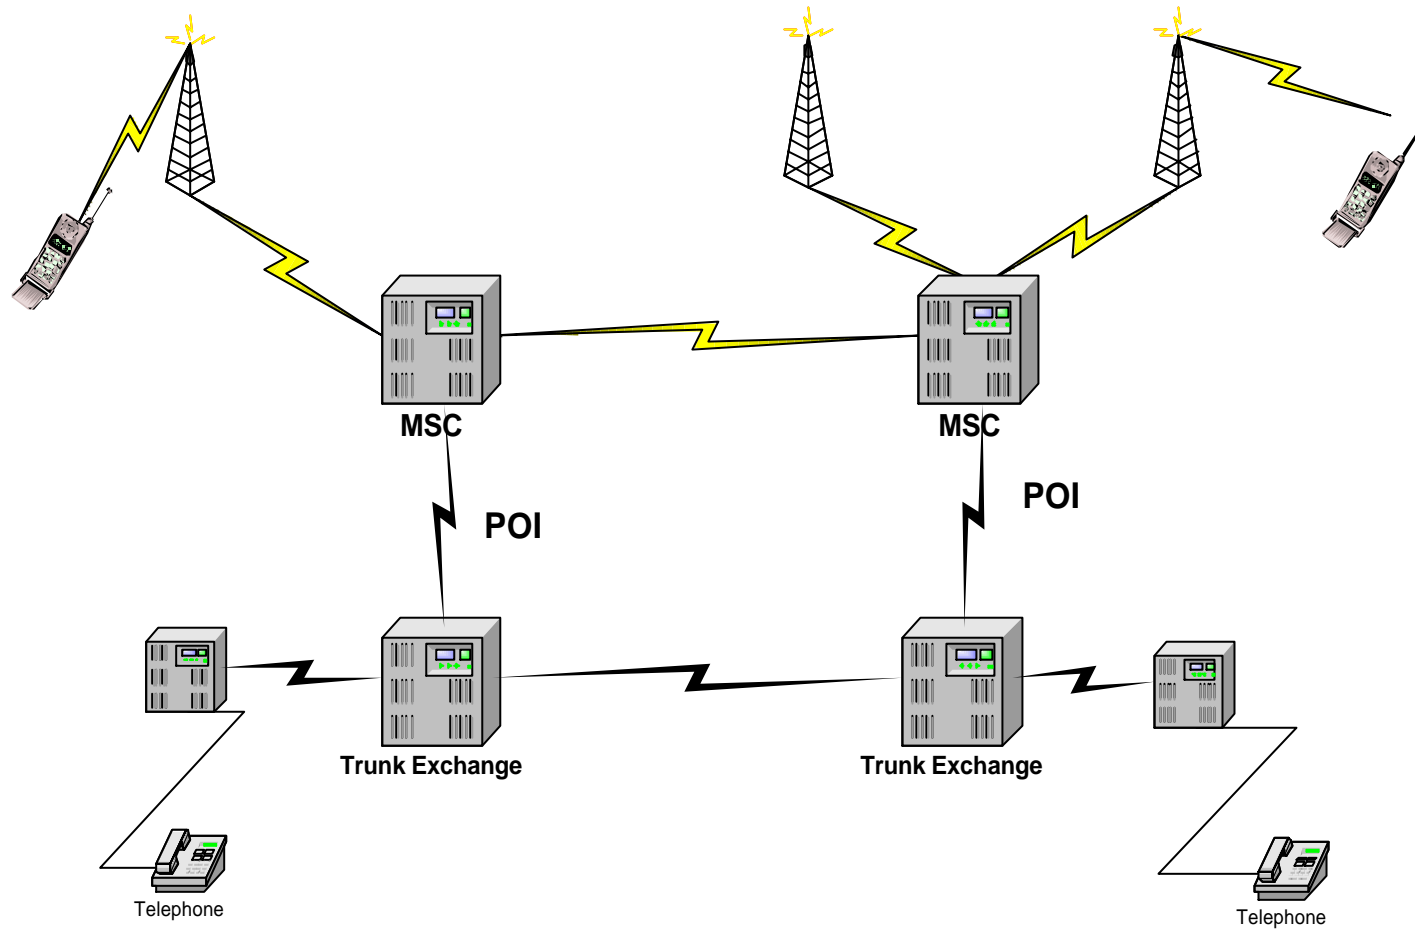 MSC
MSC
POI
POI
Trunk Exchange
Trunk Exchange
Telephone
Telephone